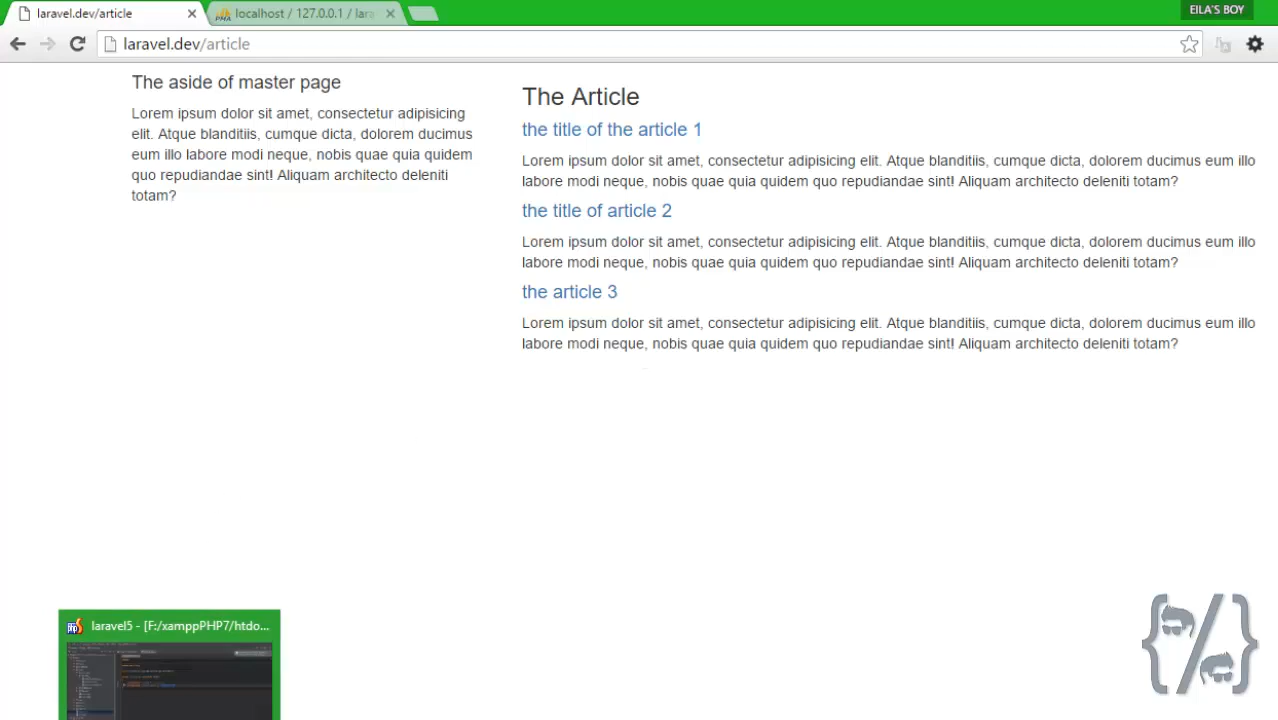 laravel.dev/article
localhost / 127.0.0.1 / lara
EILA'S BOY
laravel.dev/article
The aside of master page
Lorem ipsum dolor sit amet, consectetur adipisicing
elit. Atque blanditiis, cumque dicta, dolorem ducimus
eum illo labore modi neque, nobis quae quia quidem
quo repudiandae sint! Aliquam architecto deleniti
totam?
The Article
the title of the article 1
Lorem ipsum dolor sit amet, consectetur adipisicing elit. Atque blanditiis, cumque dicta, dolorem ducimus eum illo
labore modi neque, nobis quae quia quidem quo repudiandae sint! Aliquam architecto deleniti totam?
the title of article 2
Lorem ipsum dolor sit amet, consectetur adipisicing elit. Atque blanditiis, cumque dicta, dolorem ducimus eum illo
labore modi neque, nobis quae quia quidem quo repudiandae sint! Aliquam architecto deleniti totam?
the article 3
Lorem ipsum dolor sit amet, consectetur adipisicing elit. Atque blanditiis, cumque dicta, dolorem ducimus eum illo
labore modi neque, nobis quae quia quidem quo repudiandae sint! Aliquam architecto deleniti totam?
laravel5 - [F:/xamppPHP7/htdo...